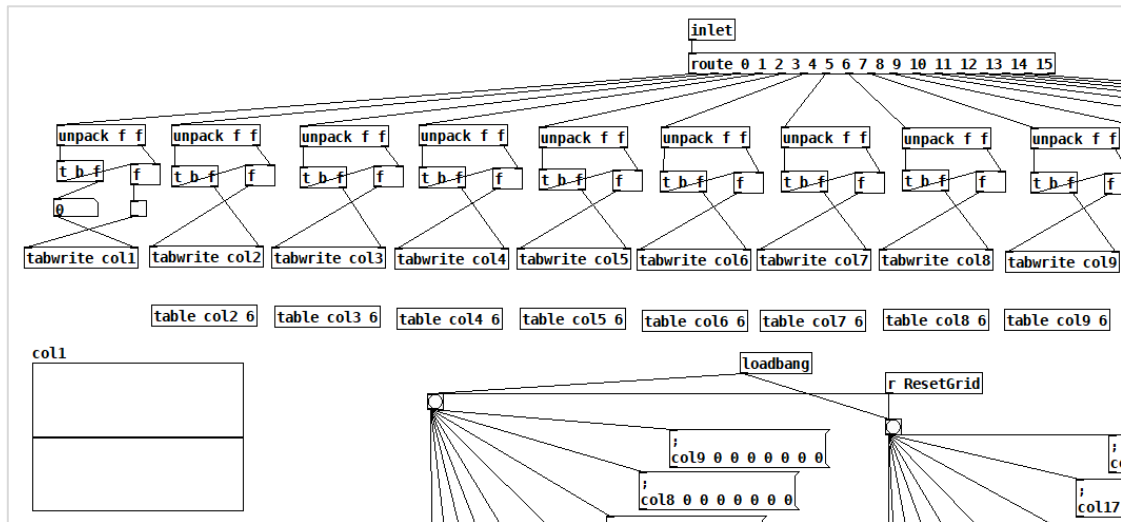 inlet
route 0 1 2 3 4 5 6 7 8 9 10 11 12 13 14 15
unpack f f unpack f f unpack f f unpack f f unpack f f unpack f f unpack f f unpack f f unpack f f
t b f f t b f f t b f f t b f f t b f f t b f f t b f f t b f f t b f f
0
tabwrite col1 tabwrite col2 tabwrite col3 tabwrite col4 tabwrite col5 tabwrite col6 tabwrite col7 tabwrite col8 tabwrite col9
table col2 6 table col3 6 table col4 6 table col5 6 table col6 6 table col7 6 table col8 6 table col9 6
col1
loadbang
r ResetGrid
;
col9 0 0 0 0 0 0 0
;
;
col8 0 0 0 0 0 0 0
;
col17